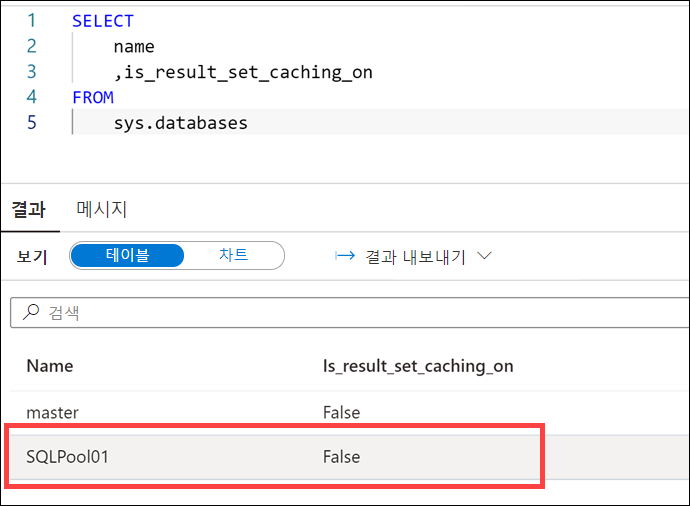 1 SELECT
2 name
3 ,is_result_set_caching_on
4 FROM
5 sys.databases
결과 메시지
보기 테이블 차트 결과 내보내기
검색
Name Is_result_set_caching_on
master False
SQLPool01 False